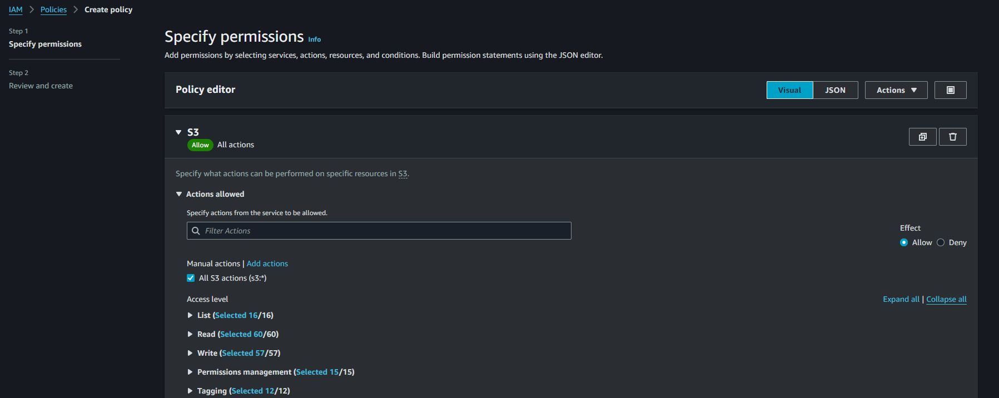 IAM > Policies > Create policy
Step 1
Specify permissions
Step 2
Review and create
Specify permissions Info
Add permissions by selecting services, actions, resources, and conditions. Build permission statements using the JSON editor.
Policy editor
Visual JSON Actions
S3
Allow All actions
Specify what actions can be performed on specific resources in S3.
Actions allowed
Specify actions from the service to be allowed.
Filter Actions
Effect
Allow Deny
Manual actions | Add actions
All S3 actions (s3:*)
Access level
Expand all | Collapse all
List (Selected 16/16)
Read (Selected 60/60)
Write (Selected 57/57)
Permissions management (Selected 15/15)
Tagging (Selected 12/12)